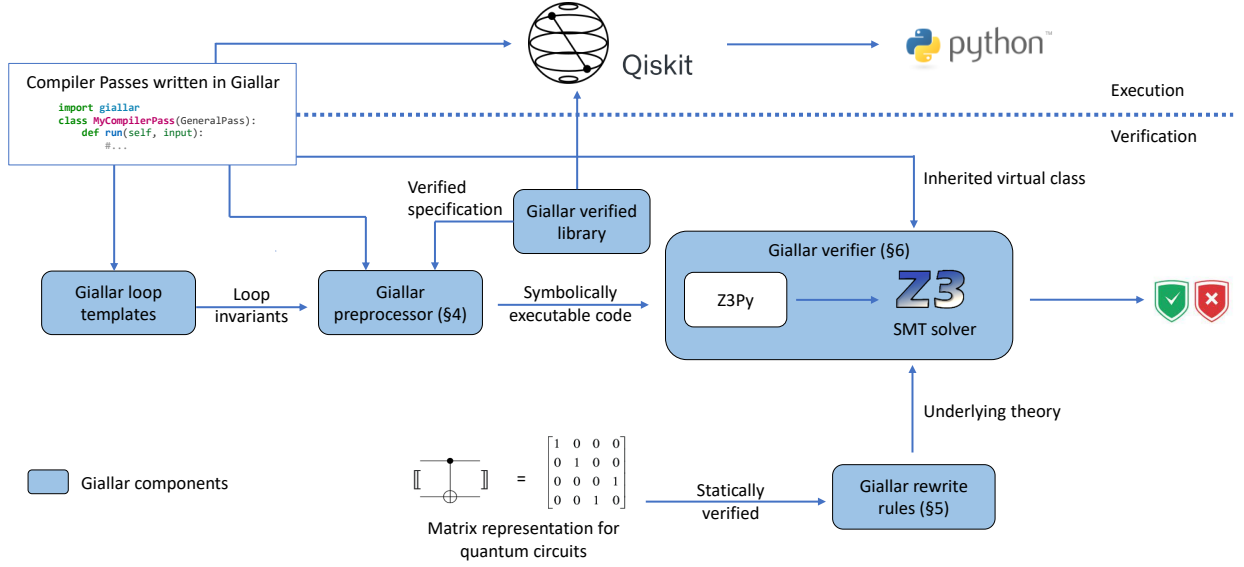 Qiskit
python™
Compiler Passes written in Giallar
import giallar
class MyCompilerPass(GeneralPass):
def run(self, input):
#...
Execution
Verification
Verified
specification
Giallar verified
library
Inherited virtual class
Giallar loop
templates
Loop
invariants
Giallar
preprocessor (§4)
Symbolically
executable code
Giallar verifier (§6)
Z3Py
Z3
SMT solver
Underlying theory
Giallar components
⟦ ⟧ =
1 0 0 0
0 1 0 0
0 0 0 1
0 0 1 0
Matrix representation for
quantum circuits
Statically
verified
Giallar rewrite
rules (§5)